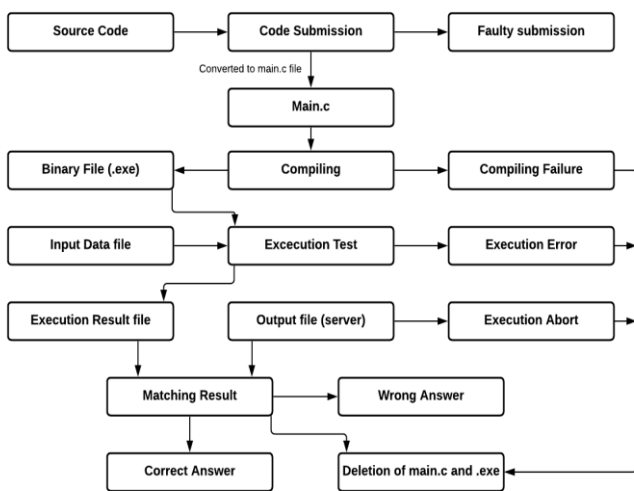 Source Code
Code Submission
Faulty submission
Converted to main.c file
Main.c
Binary File (.exe)
Compiling
Compiling Failure
Input Data file
Excecution Test
Execution Error
Execution Result file
Output file (server)
Execution Abort
Matching Result
Wrong Answer
Correct Answer
Deletion of main.c and .exe